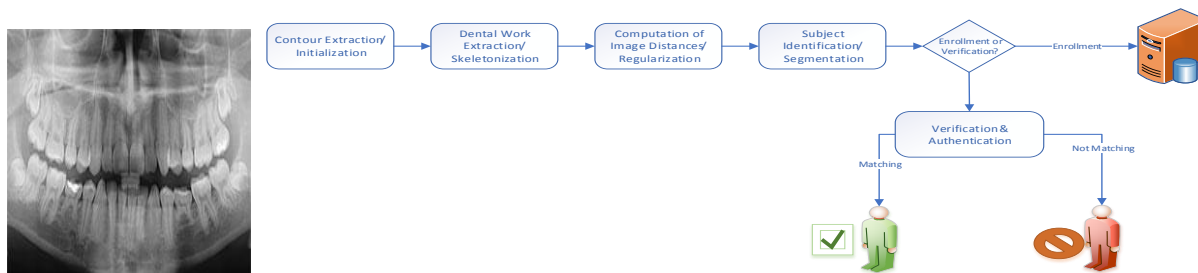 Contour Extraction/
Initialization
Dental Work
Extraction/
Skeletonization
Computation of
Image Distances/
Regularization
Subject
Identification/
Segmentation
Enrollment or
Verification?
Enrollment
Verification &
Authentication
Matching
Not Matching